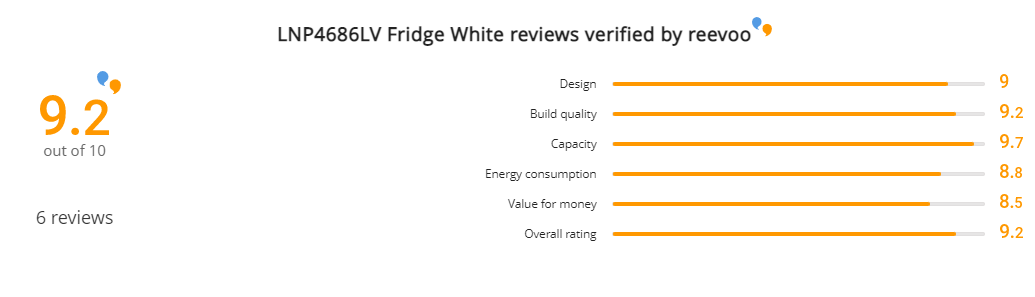 LNP4686LV Fridge White reviews verified by reevoo
9.2
out of 10
6 reviews
Design 9
Build quality 9.2
Capacity 9.7
Energy consumption 8.8
Value for money 8.5
Overall rating 9.2